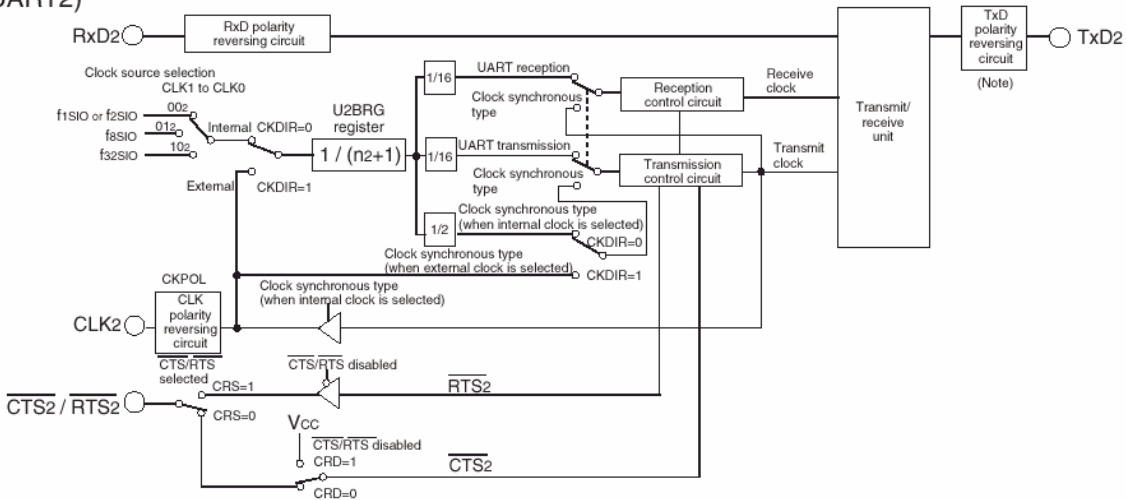 UART2)
RxD2
RxD polarity
reversing circuit
TxD
polarity
reversing
circuit
(Note)
TxD2
Clock source selection
CLK1 to CLK0
f1SIO or f2SIO
002
f8SIO
012
f32SIO
102
Internal
CKDIR=0
External
CKDIR=1
U2BRG
register
1 / (n2+1)
1/16
UART reception
Clock synchronous
type
Reception
control circuit
Receive
clock
Transmit/
receive
unit
1/16
UART transmission
Clock synchronous
type
Transmission
control circuit
Transmit
clock
1/2
Clock synchronous type
(when internal clock is selected)
CKDIR=0
Clock synchronous type
(when external clock is selected)
CKDIR=1
Clock synchronous type
(when internal clock is selected)
CKPOL
CLK
polarity
reversing
circuit
CLK2
CTS/RTS
selected
CTS/RTS disabled
CRS=1
RTS2
CTS2 / RTS2
CRS=0
VCC
CTS/RTS disabled
CRD=1
CTS2
CRD=0